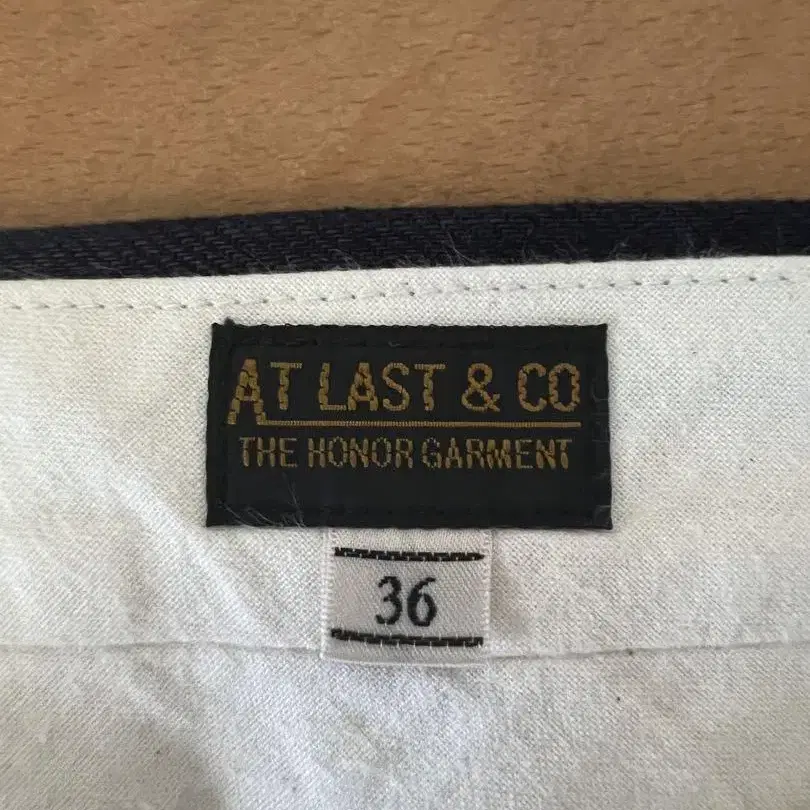 AT LAST & CO
THE HONOR GARMENT
36